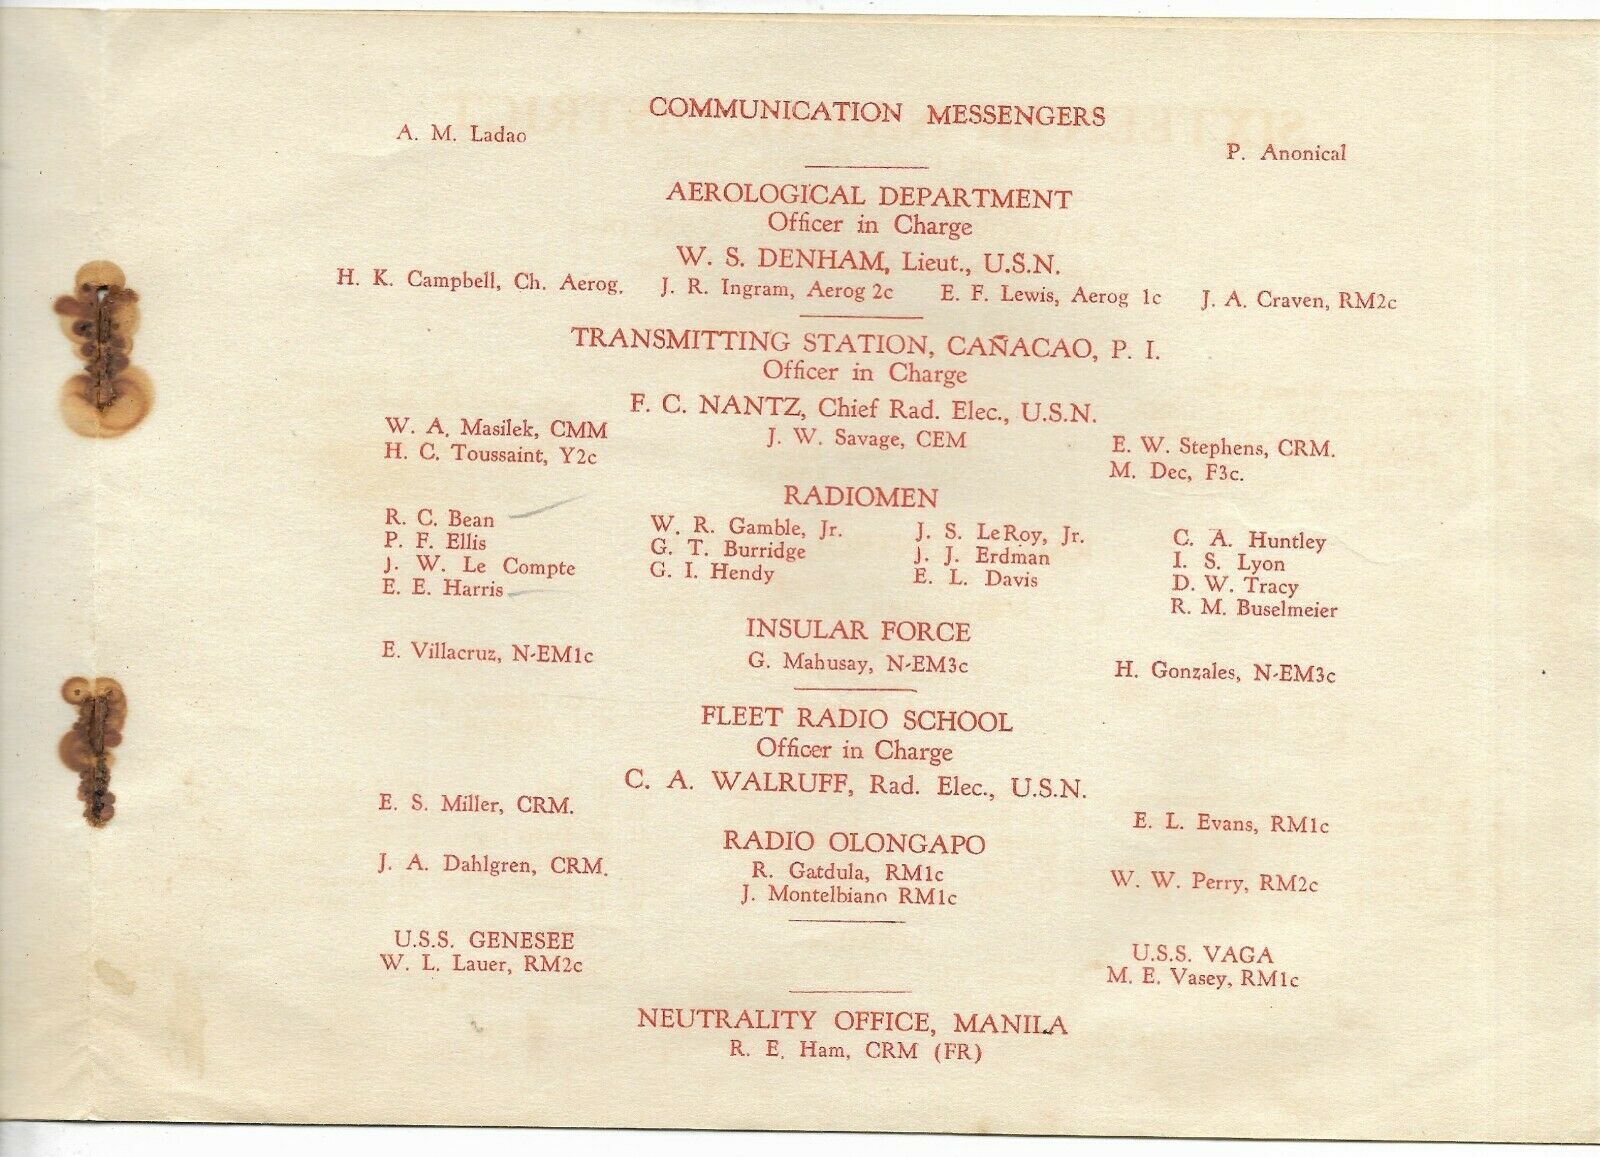 COMMUNICATION MESSENGERS
A. M. Ladao P. Anonical
AEROLOGICAL DEPARTMENT
Officer in Charge
W. S. DENHAM, Lieut., U.S.N.
H. K. Campbell, Ch. Aerog. J. R. Ingram, Aerog 2c E. F. Lewis, Aerog 1c J. A. Craven, RM2c
TRANSMITTING STATION, CAÑACAO, P. I.
Officer in Charge
F. C. NANTZ, Chief Rad. Elec., U.S.N.
W. A. Masilek, CMM J. W. Savage, CEM E. W. Stephens, CRM.
H. C. Toussaint, Y2c M. Dec, F3c.
RADIOMEN
R. C. Bean W. R. Gamble, Jr. J. S. LeRoy, Jr. C. A. Huntley
P. F. Ellis G. T. Burridge J. J. Erdman I. S. Lyon
J. W. Le Compte G. I. Hendy E. L. Davis D. W. Tracy
E. E. Harris R. M. Buselmeier
INSULAR FORCE
E. Villacruz, N-EM1c G. Mahusay, N-EM3c H. Gonzales, N-EM3c
FLEET RADIO SCHOOL
Officer in Charge
C. A. WALRUFF, Rad. Elec., U.S.N.
E. S. Miller, CRM. E. L. Evans, RM1c
RADIO OLONGAPO
J. A. Dahlgren, CRM. R. Gatdula, RM1c W. W. Perry, RM2c
J. Montelbiano RM1c
U.S.S. GENESEE U.S.S. VAGA
W. L. Lauer, RM2c M. E. Vasey, RM1c
NEUTRALITY OFFICE, MANILA
R. E. Ham, CRM (FR)